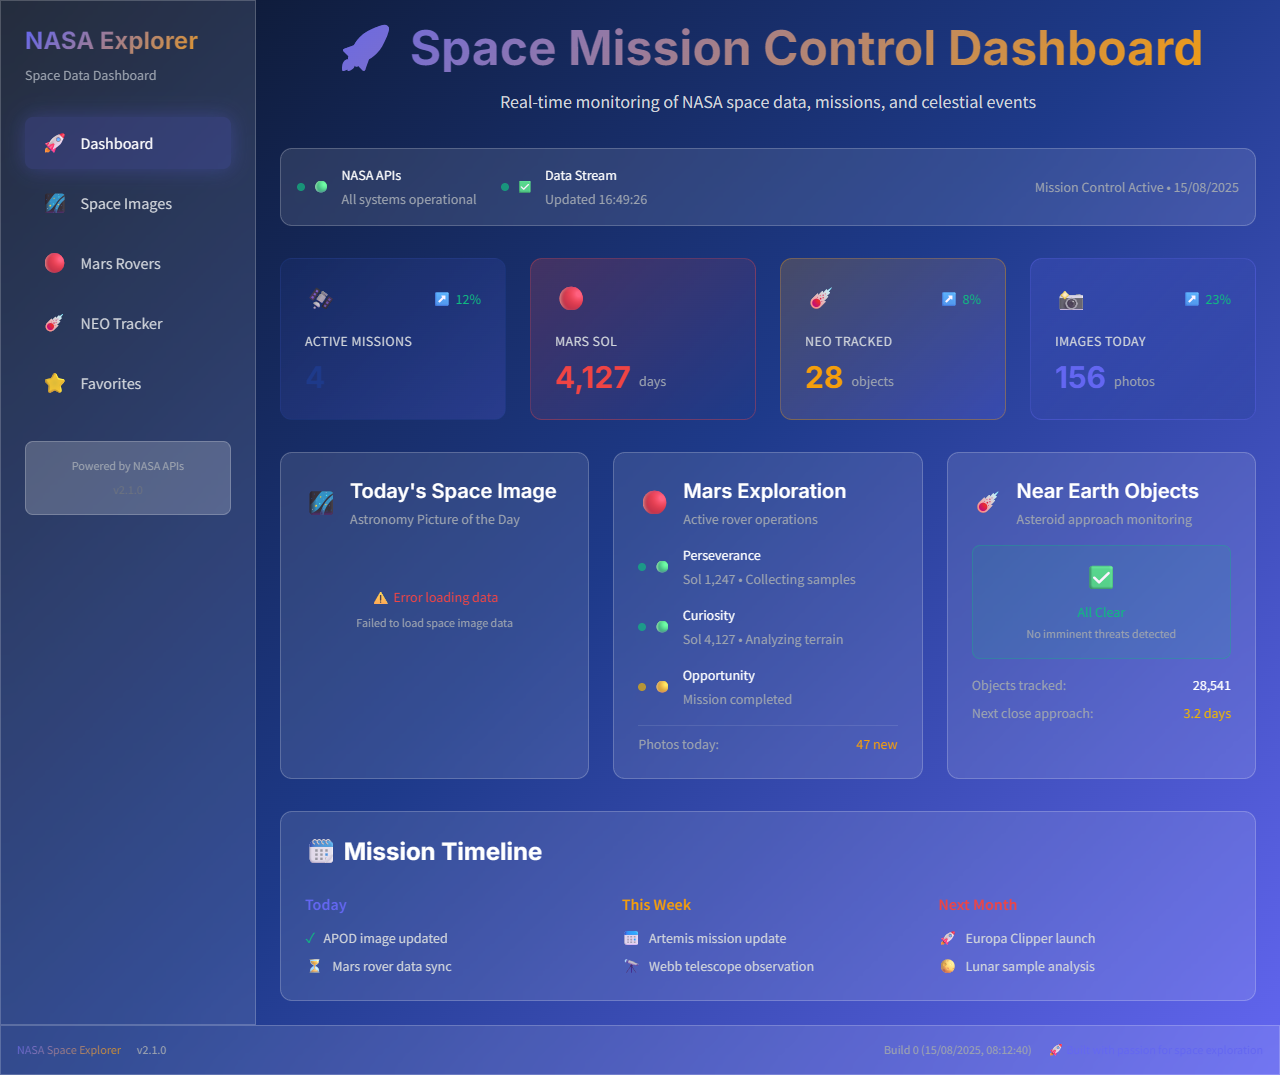 NASA Explorer
Space Data Dashboard
Dashboard
Space Images
Mars Rovers
NEO Tracker
Favorites
Powered by NASA APIs
v2.1.0
Space Mission Control Dashboard
Real-time monitoring of NASA space data, missions, and celestial events
NASA APIs
All systems operational
Data Stream
Updated 16:49:26
Mission Control Active • 15/08/2025
12%
ACTIVE MISSIONS
4
MARS SOL
4,127 days
8%
NEO TRACKED
28 objects
23%
IMAGES TODAY
156 photos
Today's Space Image
Astronomy Picture of the Day
Error loading data
Failed to load space image data
Mars Exploration
Active rover operations
Perseverance
Sol 1,247 • Collecting samples
Curiosity
Sol 4,127 • Analyzing terrain
Opportunity
Mission completed
Photos today: 47 new
Near Earth Objects
Asteroid approach monitoring
All Clear
No imminent threats detected
Objects tracked: 28,541
Next close approach: 3.2 days
Mission Timeline
Today
✓ APOD image updated
Mars rover data sync
This Week
Artemis mission update
Webb telescope observation
Next Month
Europa Clipper launch
Lunar sample analysis
NASA Space Explorer v2.1.0
Build 0 (15/08/2025, 08:12:40)
for space exploration